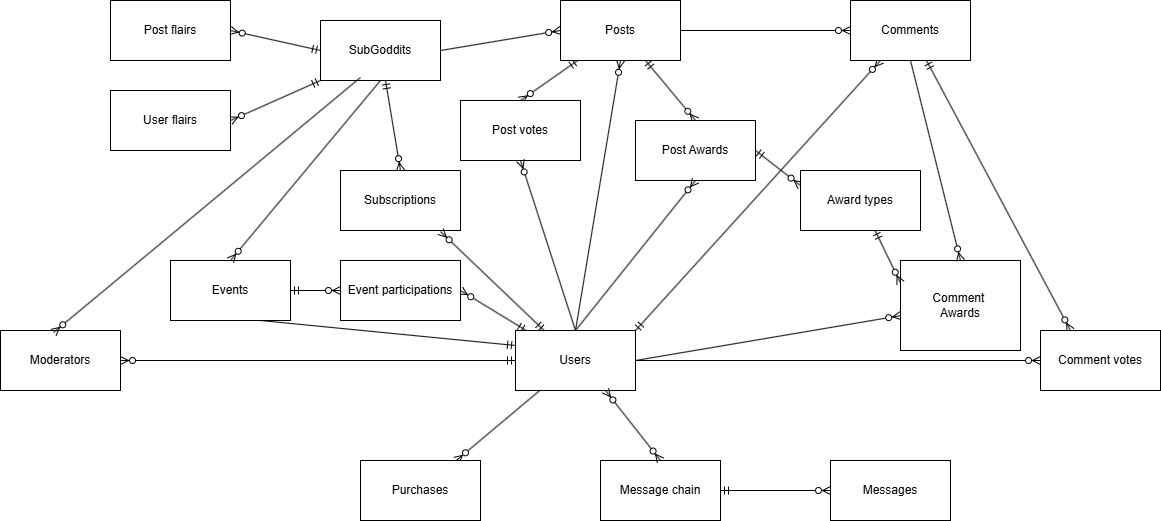 Post flairs
SubGoddits
Posts
Comments
User flairs
Post votes
Post Awards
Subscriptions
Award types
Events
Event participations
Comment
Awards
Moderators
Users
Comment votes
Purchases
Message chain
Messages